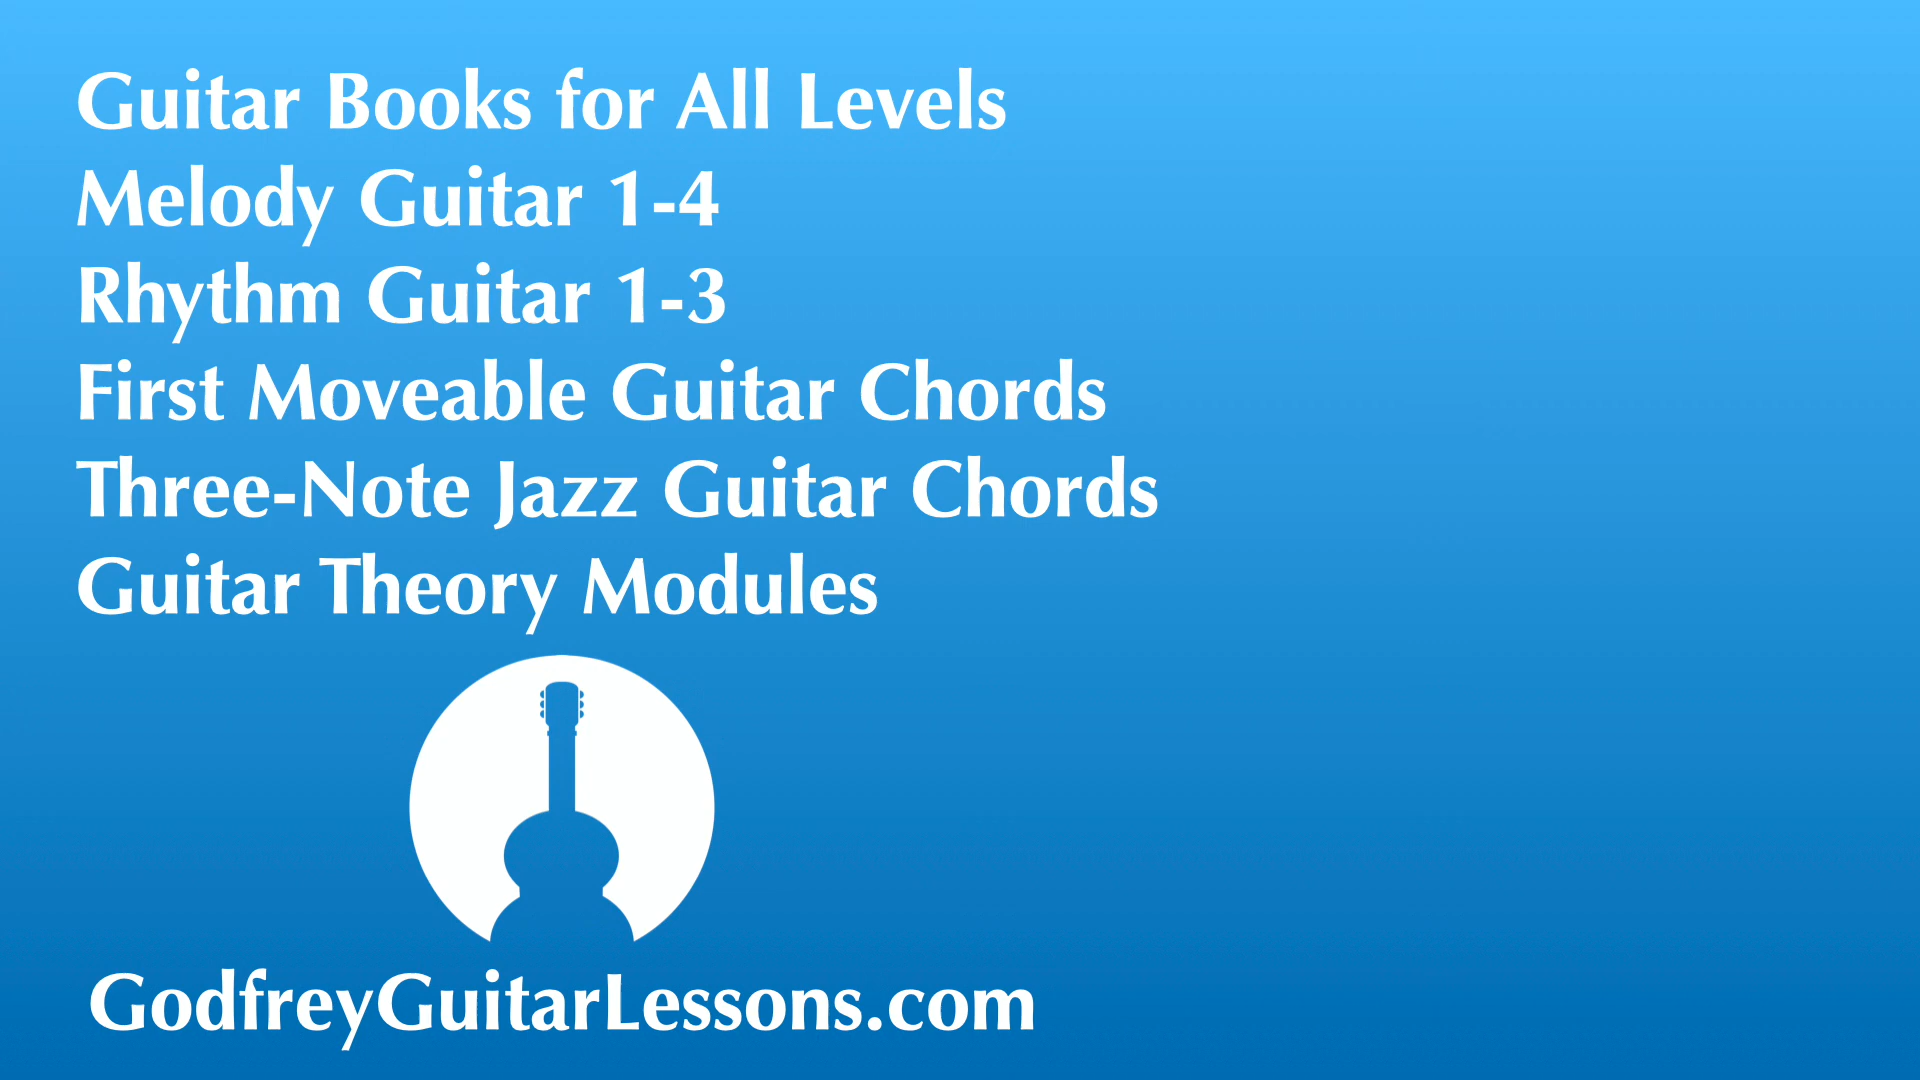 Guitar Books for All Levels
Melody Guitar 1-4
Rhythm Guitar 1-3
First Moveable Guitar Chords
Three-Note Jazz Guitar Chords
Guitar Theory Modules
GodfreyGuitarLessons.com